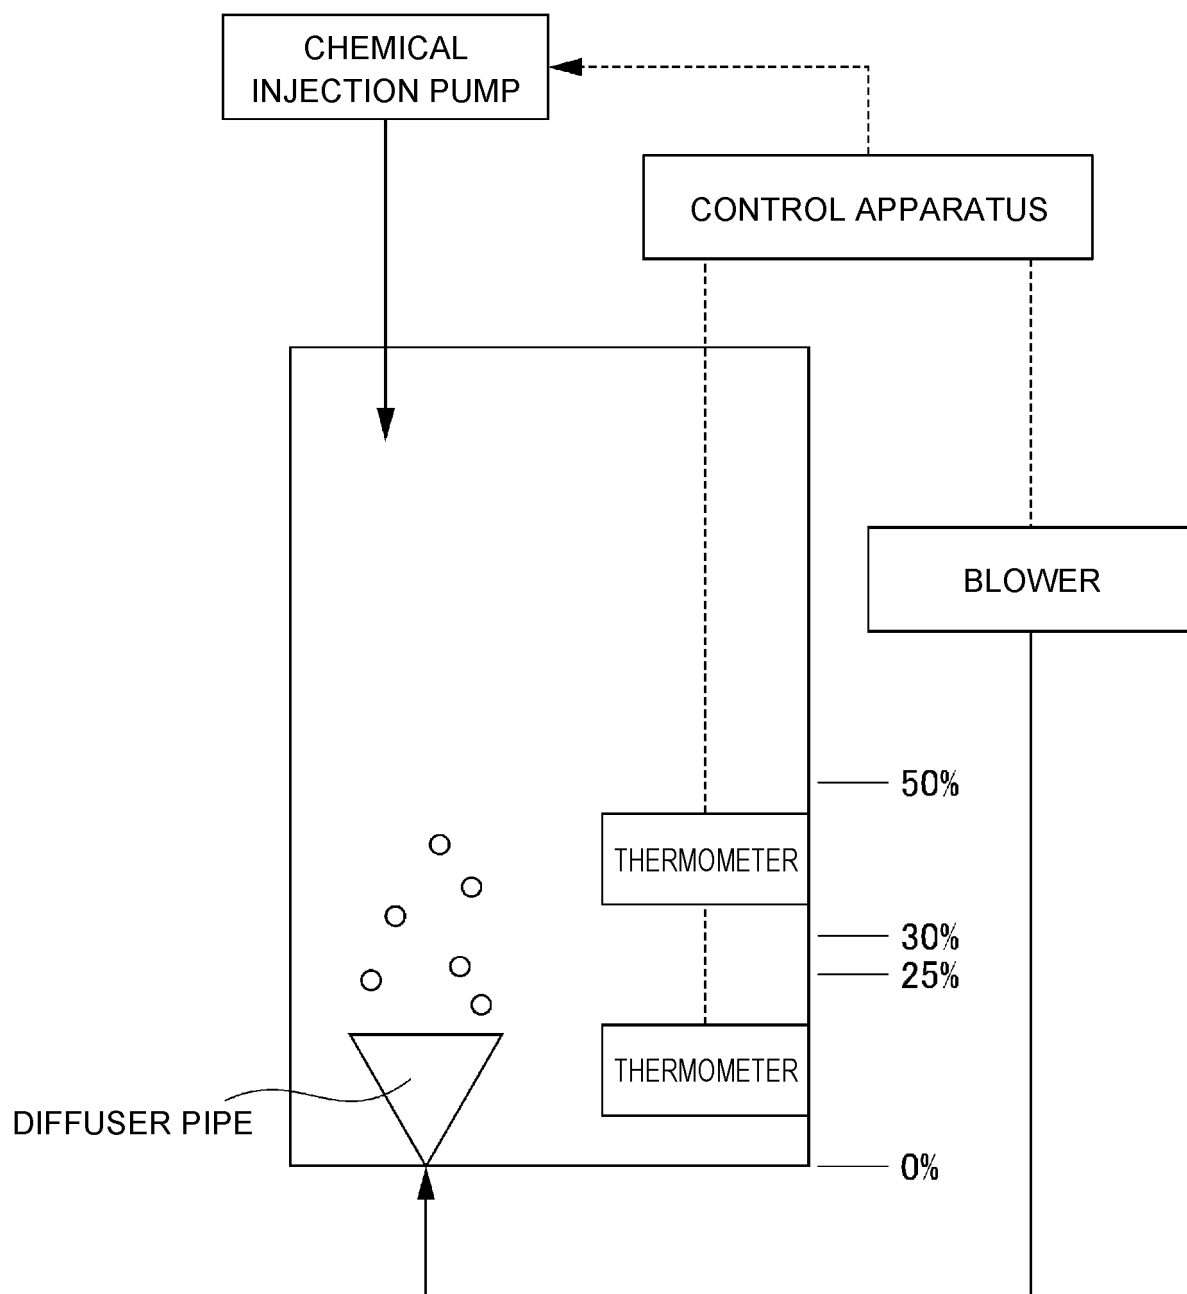 CHEMICAL
INJECTION PUMP
CONTROL APPARATUS
BLOWER
50%
THERMOMETER
30%
25%
THERMOMETER
DIFFUSER PIPE
0%